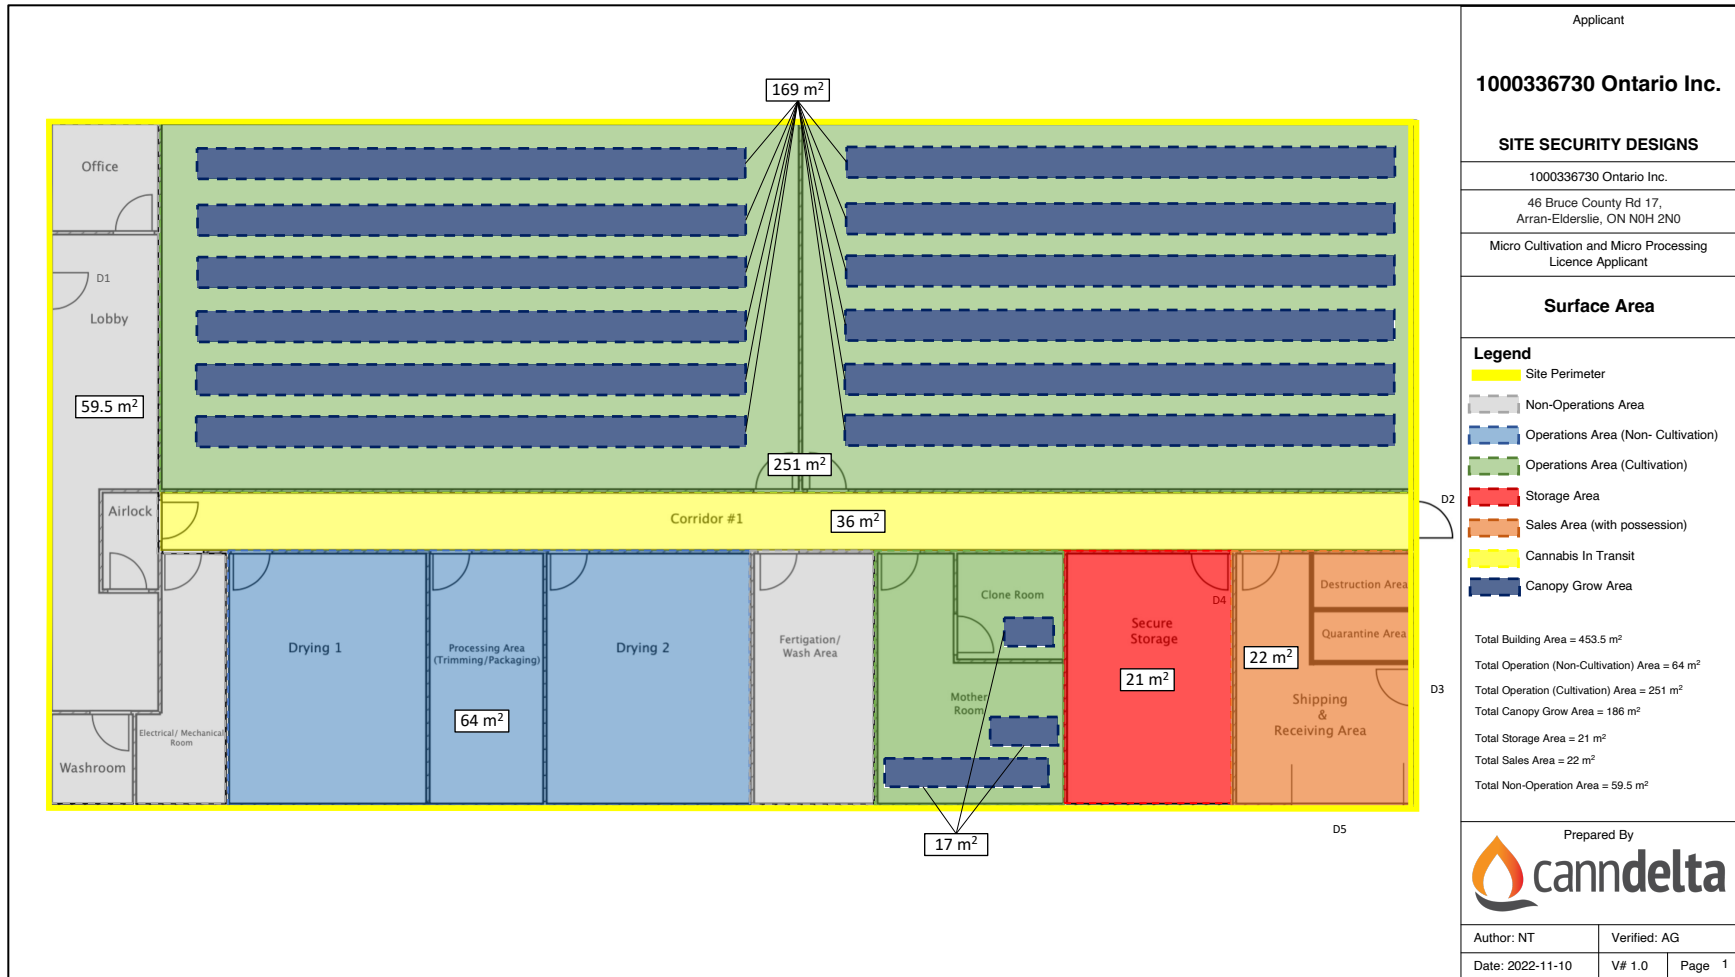 169 m²
Office
D1
Lobby
59.5 m²
251 m²
Airlock
Corridor #1
36 m²
D2
Clone Room
Destruction Area
D4
Drying 1
Processing Area
(Trimming/Packaging)
Drying 2
Fertigation/
Wash Area
Secure
Storage
Quarantine Area
22 m²
21 m²
D3
Mother
Room
Shipping
&
Receiving Area
64 m²
Electrical/ Mechanical
Room
Washroom
D5
17 m²
Applicant
1000336730 Ontario Inc.
SITE SECURITY DESIGNS
1000336730 Ontario Inc.
46 Bruce County Rd 17,
Arran-Elderslie, ON N0H 2N0
Micro Cultivation and Micro Processing
Licence Applicant
Surface Area
Legend
Site Perimeter
Non-Operations Area
Operations Area (Non- Cultivation)
Operations Area (Cultivation)
Storage Area
Sales Area (with possession)
Cannabis In Transit
Canopy Grow Area
Total Building Area = 453.5 m²
Total Operation (Non-Cultivation) Area = 64 m²
Total Operation (Cultivation) Area = 251 m²
Total Canopy Grow Area = 186 m²
Total Storage Area = 21 m²
Total Sales Area = 22 m²
Total Non-Operation Area = 59.5 m²
Prepared By
canndelta
Author: NT
Verified: AG
Date: 2022-11-10
V# 1.0
Page 1